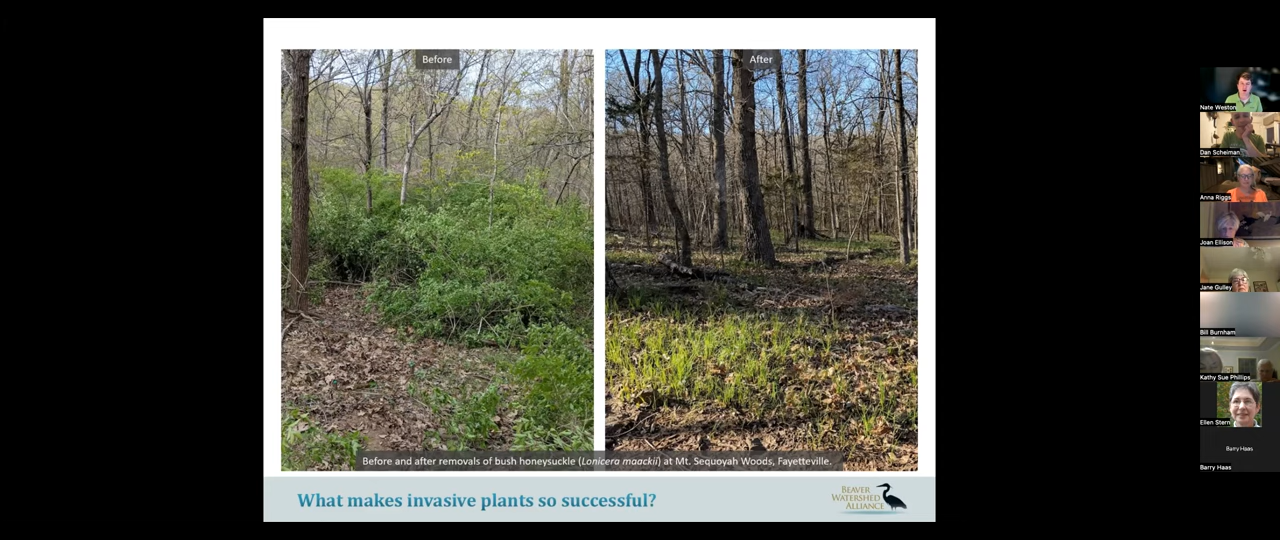 Before
After
Before and after removals of bush honeysuckle (Lonicera maackii) at Mt. Sequoyah Woods, Fayetteville.
What makes invasive plants so successful?
BEAVER
WATERSHED
ALLIANCE
Nate Weston
Dan Scheiman
Anna Riggs
Joan Ellison
Jane Gulley
Bill Burnham
Kathy Sue Phillips
Ellen Stern
Barry Haas
Barry Haas